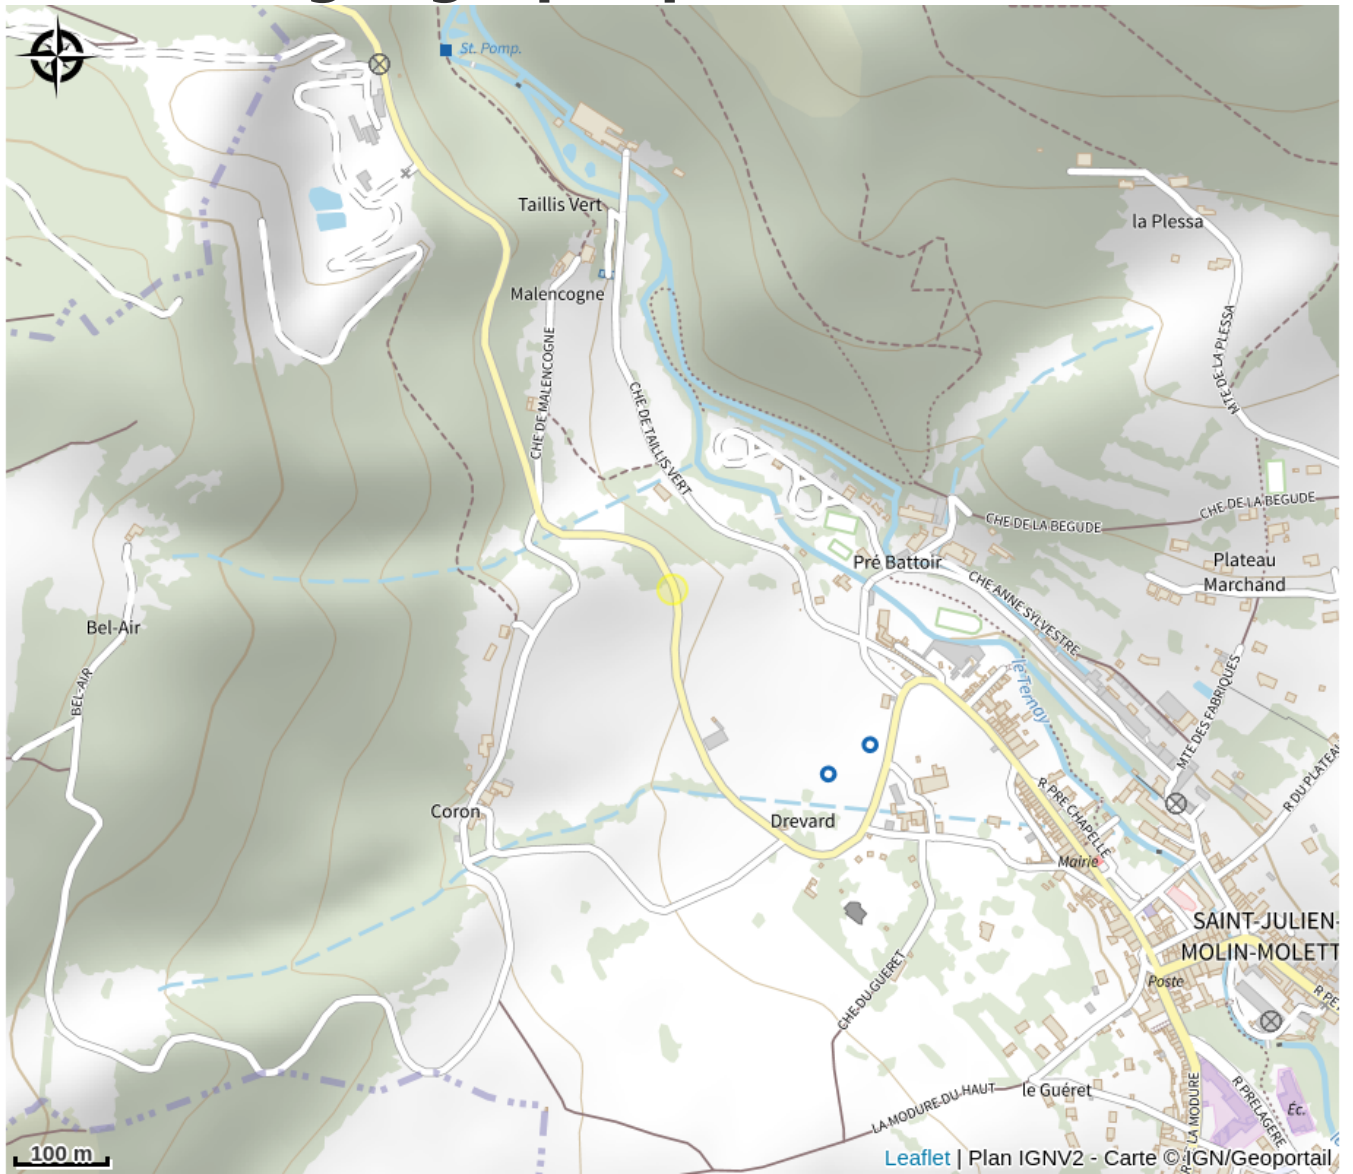 St. Pomp.
Taillis Vert
la Plessa
Malencogne
MTE DE LA PLESSA
CHE DE MALENCOGNE
CHE DE TAILLIS VERT
CHE DE LA BEGUDE
CHE DE LA BEGUDE
Pré Battoir
Plateau
Marchand
CHE ANNE SYLVESTRE
Bel-Air
BEL-AIR
le Ternay
MTE DES FABRIQUES
R DU PLATEAU
R PRE CHAPELLE
Coron
Drevard
Mairie
SAINT-JULIEN-
MOLIN-MOLETT
Poste
R PE
CHE DU GUERET
LA MODURE DU HAUT
le Guéret
LA MODURE
R PRELAGERE
Éc.
100 m
Leaflet | Plan IGNV2 - Carte © IGN/Geoportail